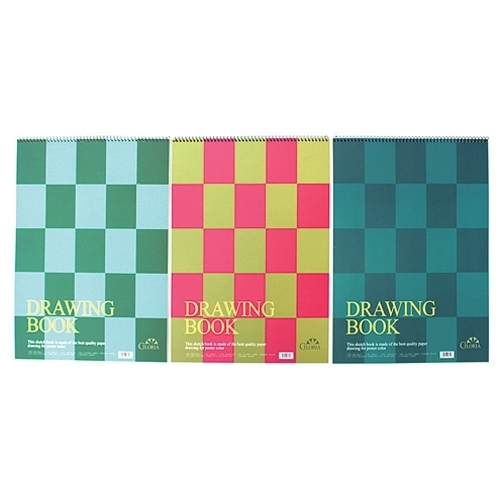 DRAWING
BOOK
This sketch book is made of the best quality paper
drawing for poster color
GLORIA
DRAWING
BOOK
This sketch book is made of the best quality paper
drawing for poster color
GLORIA
DRAWING
BOOK
This sketch book is made of the best quality paper
drawing for poster color
GLORIA